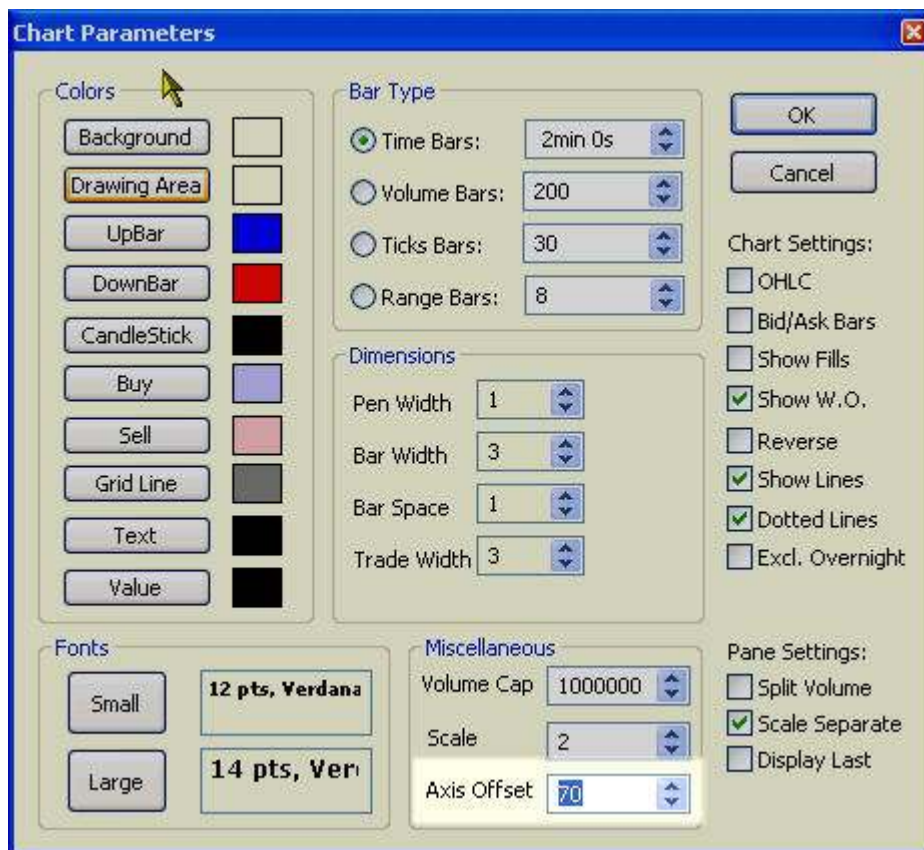 Chart Parameters
Colors
Background
Drawing Area
UpBar
DownBar
CandleStick
Buy
Sell
Grid Line
Text
Value
Bar Type
Time Bars: 2min 0s
Volume Bars: 200
Ticks Bars: 30
Range Bars: 8
Dimensions
Pen Width 1
Bar Width 3
Bar Space 1
Trade Width 3
OK
Cancel
Chart Settings:
OHLC
Bid/Ask Bars
Show Fills
Show W.O.
Reverse
Show Lines
Dotted Lines
Excl. Overnight
Fonts
Small 12 pts, Verdana
Large 14 pts, Ver
Miscellaneous
Volume Cap 1000000
Scale 2
Axis Offset 70
Pane Settings:
Split Volume
Scale Separate
Display Last